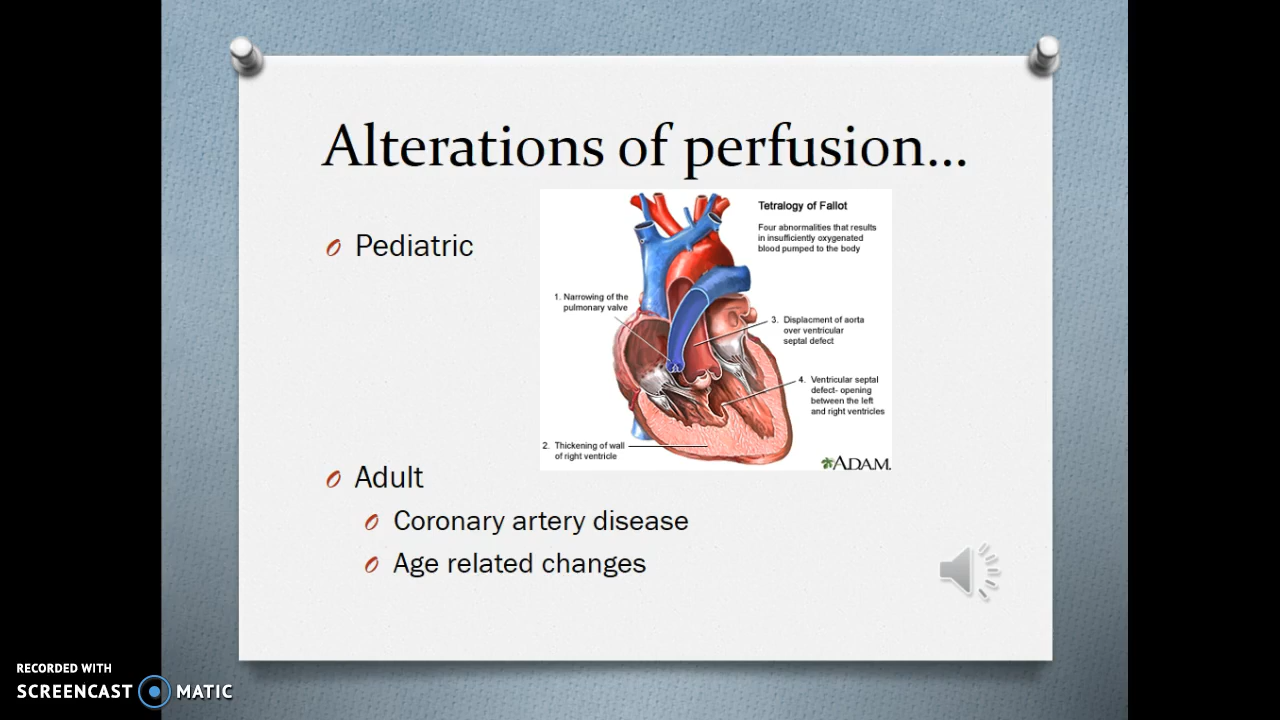 Alterations of perfusion...
Pediatric
Tetralogy of Fallot
Four abnormalities that results
in insufficiently oxygenated
blood pumped to the body
1. Narrowing of the
pulmonary valve
3. Displacment of aorta
over ventricular
septal defect
4. Ventricular septal
defect- opening
between the left
and right ventricles
2. Thickening of wall
of right ventricle
ADAM.
Adult
Coronary artery disease
Age related changes
RECORDED WITH
SCREENCAST MATIC